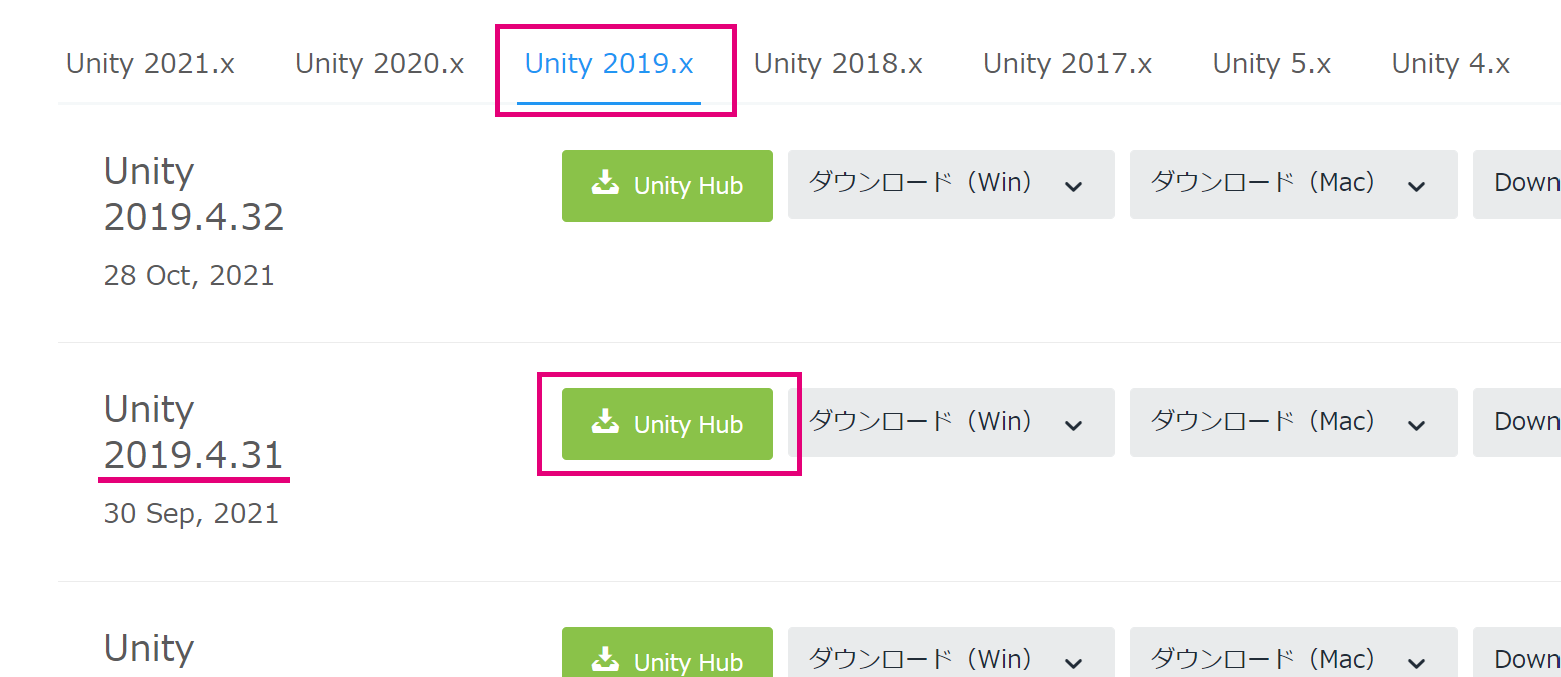 Unity 2021.x Unity 2020.x Unity 2019.x Unity 2018.x Unity 2017.x Unity 5.x Unity 4.x
Unity
2019.4.32
28 Oct, 2021
Unity Hub ダウンロード（Win） ダウンロード（Mac） Down
Unity
2019.4.31
30 Sep, 2021
Unity Hub ダウンロード（Win） ダウンロード（Mac） Down
Unity
Unity Hub ダウンロード（Win） ダウンロード（Mac） Down